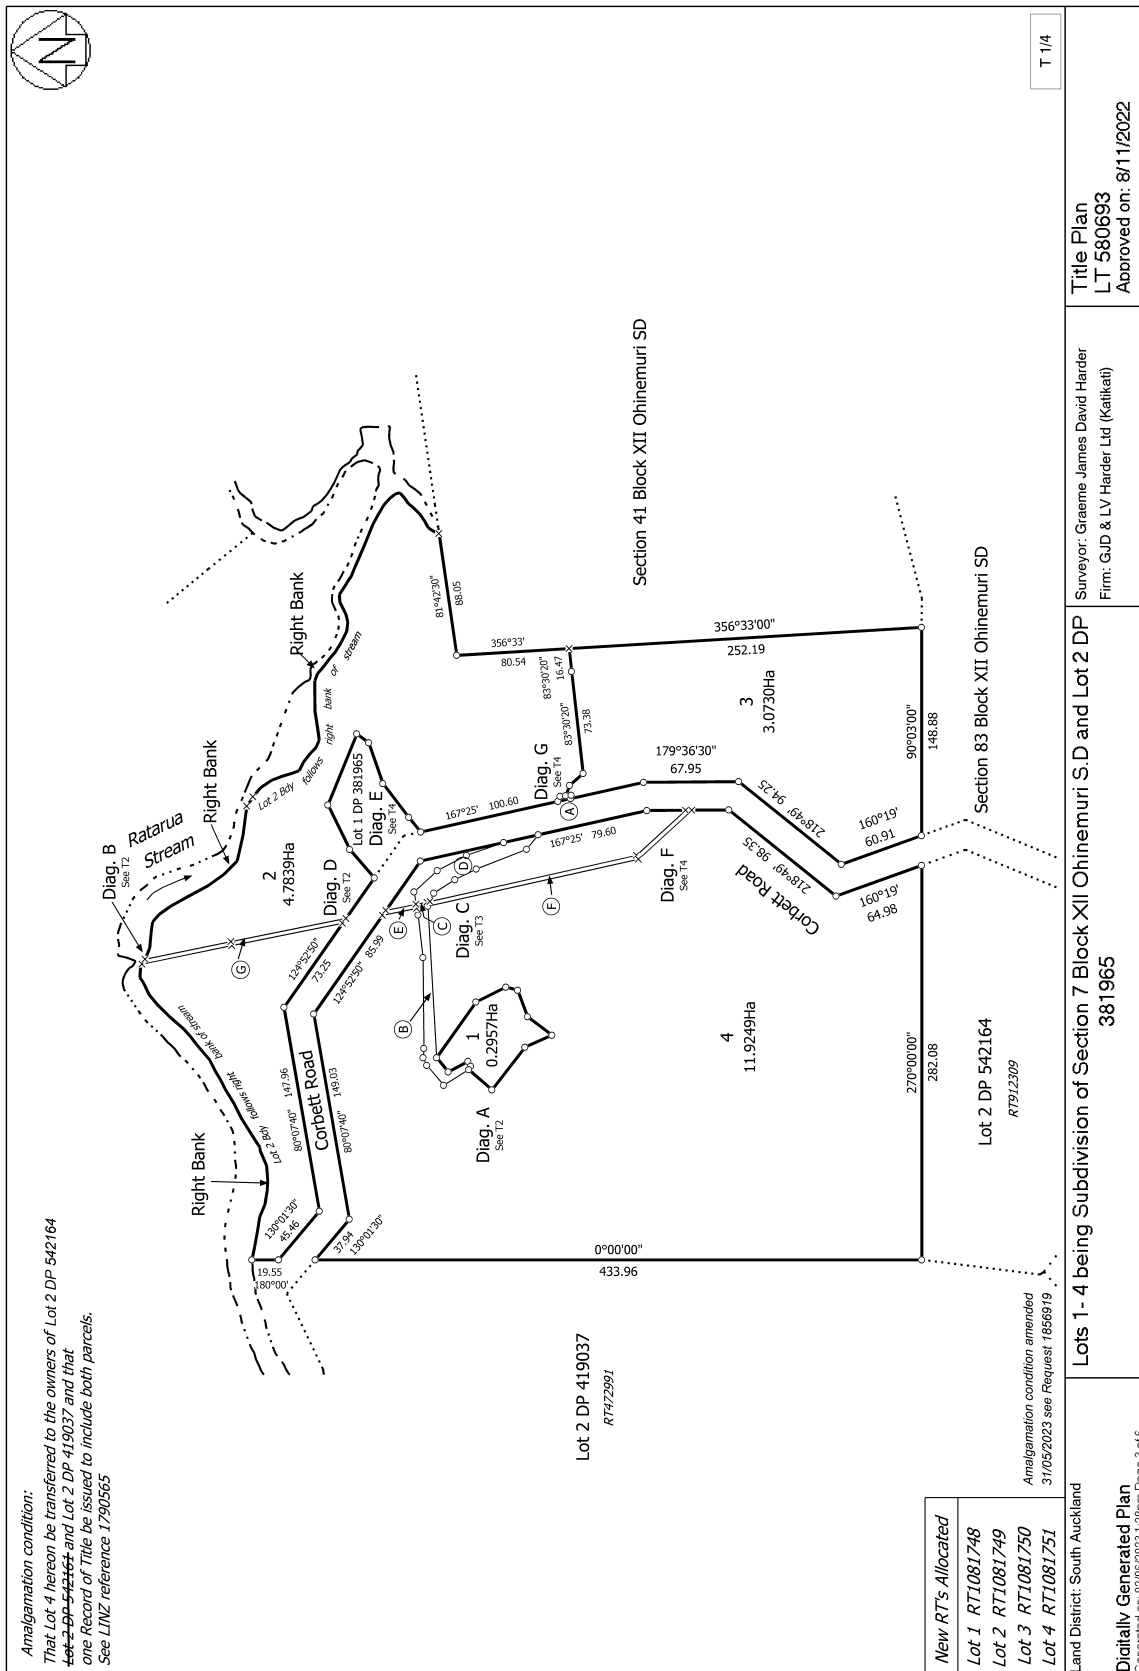 Amalgamation condition:
That Lot 4 hereon be transferred to the owners of Lot 2 DP 542164
Lot 2 DP 542161 and Lot 2 DP 419037 and that
one Record of Title be issued to include both parcels.
See LINZ reference 1790565
N
T 1/4
Diag. B
See T2
Ratarua
Stream
Right Bank
Right Bank
Right Bank
Lot 2 Bdy follows right bank of stream
Lot 2 Bdy follows right bank of stream
2
4.7839Ha
G
Diag. D
See T2
Lot 1 DP 381965
Diag. E
See T4
19.55
180°00'
130°01'30"
45.46
80°07'40" 147.96
124°52'50"
73.25
Corbett Road
37.94
130°01'30"
80°07'40" 149.03
124°52'50" 85.99
E
C
D
Diag. C
See T3
B
F
167°25' 100.60
167°25' 79.60
81°42'30"
88.05
356°33'
80.54
83°30'20"
16.47
83°30'20"
73.38
Diag. G
See T4
A
Section 41 Block XII Ohinemuri SD
1
0.2957Ha
Diag. A
See T2
Diag. F
See T4
179°36'30"
67.95
3
3.0730Ha
356°33'00"
252.19
218°49' 94.25
218°49' 98.35
Corbett Road
160°19'
60.91
160°19'
64.98
90°03'00"
148.88
4
11.9249Ha
0°00'00"
433.96
270°00'00"
282.08
Lot 2 DP 419037
RT472991
Lot 2 DP 542164
RT912309
Section 83 Block XII Ohinemuri SD
New RT's Allocated
Lot 1 RT1081748
Lot 2 RT1081749
Lot 3 RT1081750
Lot 4 RT1081751
Amalgamation condition amended
31/05/2023 see Request 1856919
Land District: South Auckland
Digitally Generated Plan
Lots 1- 4 being Subdivision of Section 7 Block XII Ohinemuri S.D and Lot 2 DP
381965
Surveyor: Graeme James David Harder
Firm: GJD & LV Harder Ltd (Katikati)
Title Plan
LT 580693
Approved on: 8/11/2022